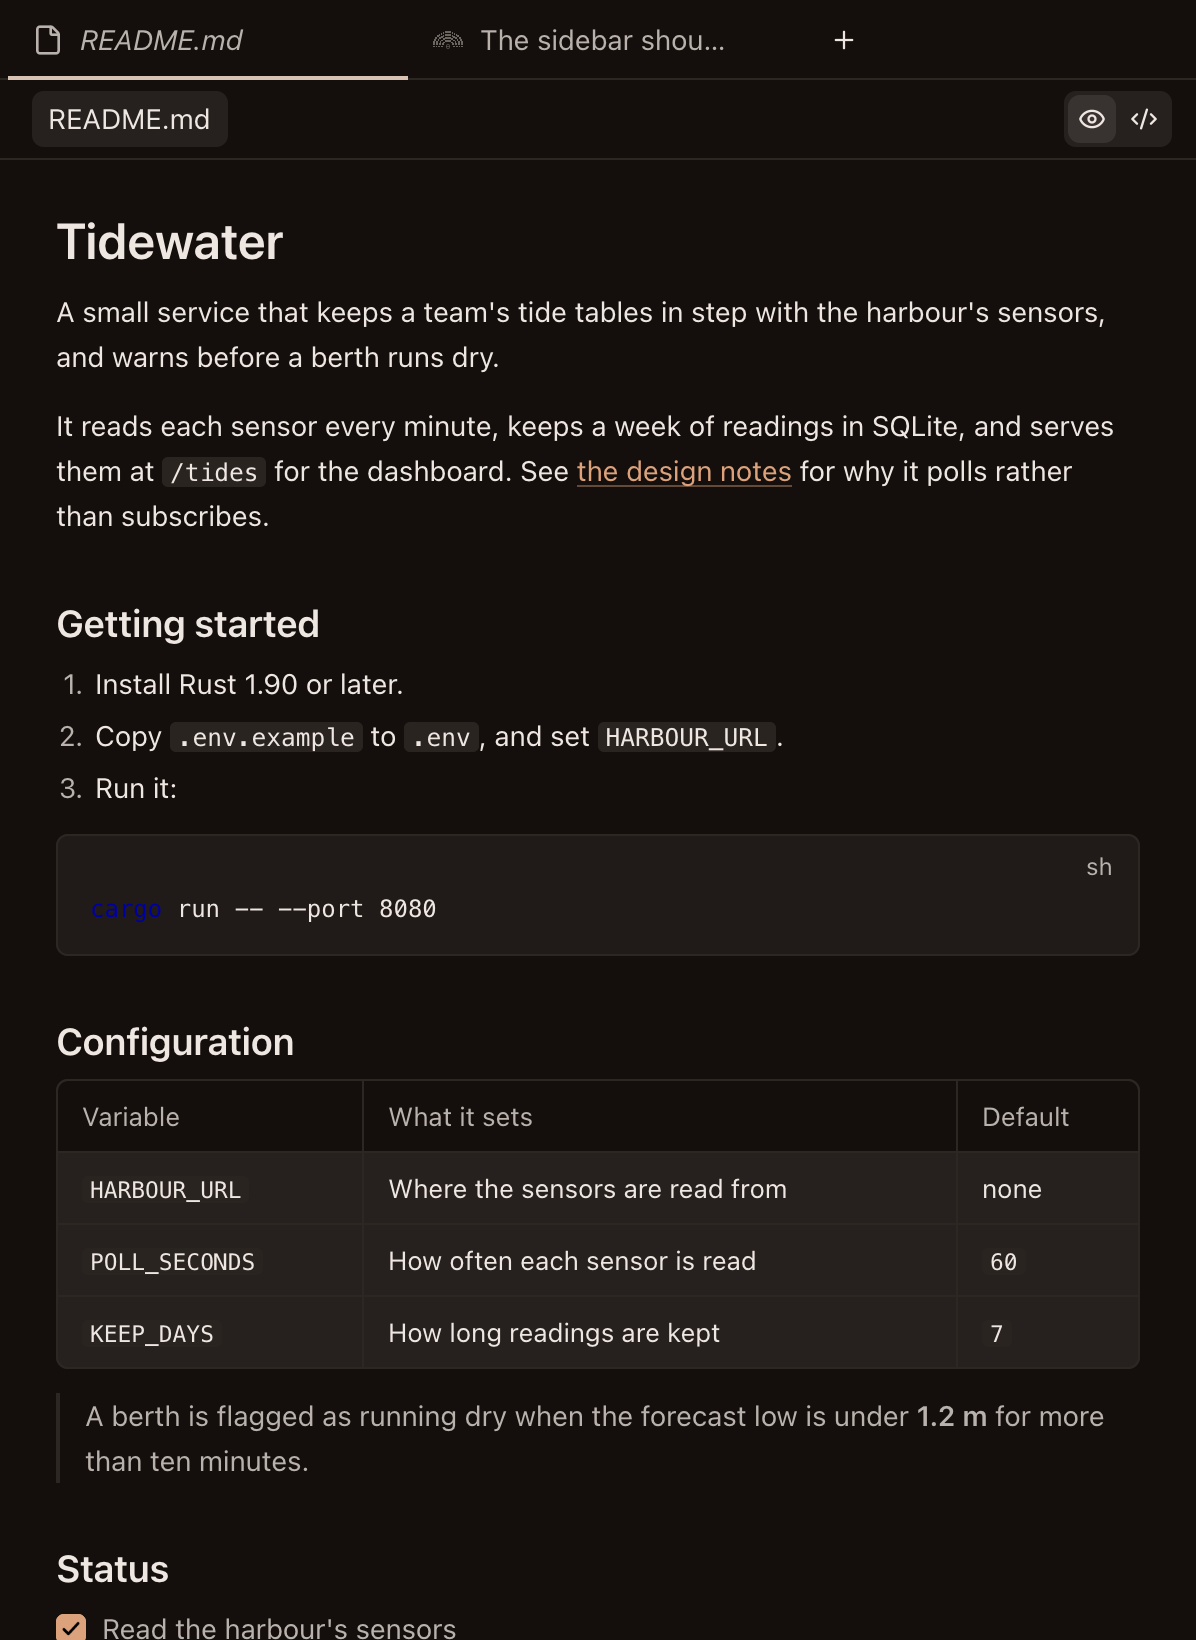 README.md
The sidebar shou...
+
README.md
</>
Tidewater
A small service that keeps a team's tide tables in step with the harbour's sensors,
and warns before a berth runs dry.
It reads each sensor every minute, keeps a week of readings in SQLite, and serves
them at /tides for the dashboard. See the design notes for why it polls rather
than subscribes.
Getting started
1. Install Rust 1.90 or later.
2. Copy .env.example to .env, and set HARBOUR_URL.
3. Run it:
sh
cargo run -- --port 8080
Configuration
Variable What it sets Default
HARBOUR_URL Where the sensors are read from none
POLL_SECONDS How often each sensor is read 60
KEEP_DAYS How long readings are kept 7
A berth is flagged as running dry when the forecast low is under 1.2 m for more
than ten minutes.
Status
Read the harbour's sensors